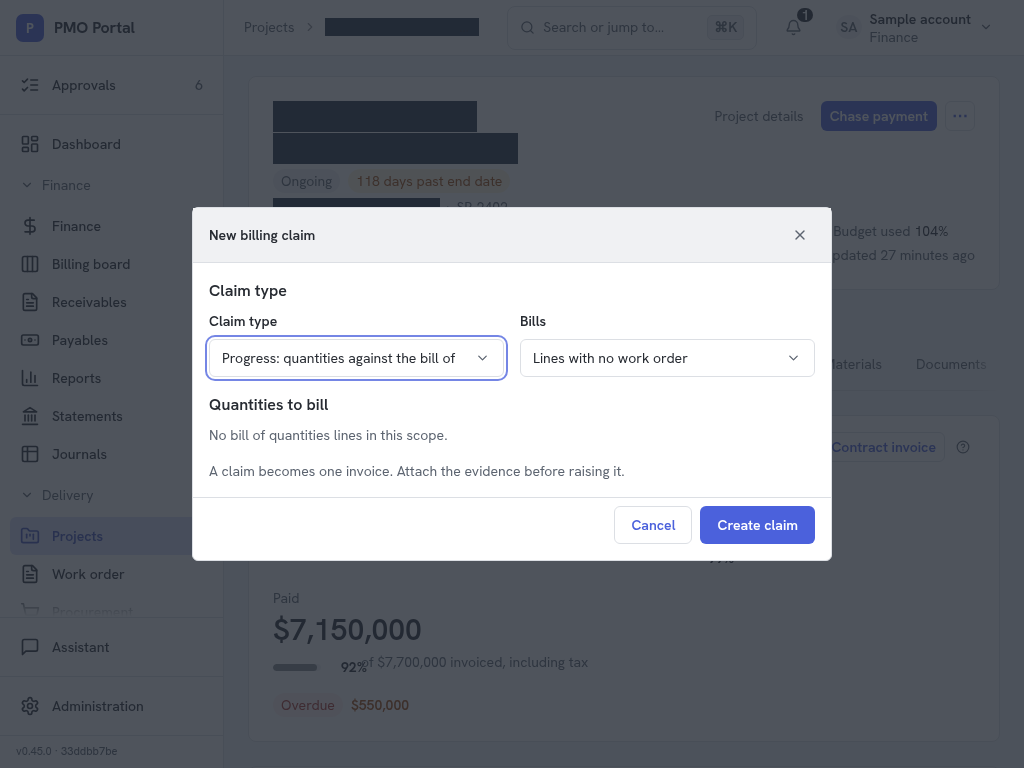 P PMO Portal
Projects
Search or jump to... ⌘K
1
SA
Sample account
Finance
Approvals 6
Dashboard
Finance
Finance
Billing board
Receivables
Payables
Reports
Statements
Journals
Delivery
Projects
Work order
Procurement
Assistant
Administration
v0.45.0 · 33ddbb7be
Project details
Chase payment
Ongoing
118 days past end date
Budget used 104%
pdated 27 minutes ago
Documents
Contract invoice
New billing claim
Claim type
Claim type
Bills
Progress: quantities against the bill of
Lines with no work order
Quantities to bill
No bill of quantities lines in this scope.
A claim becomes one invoice. Attach the evidence before raising it.
Cancel
Create claim
Paid
$7,150,000
92%
of $7,700,000 invoiced, including tax
Overdue $550,000